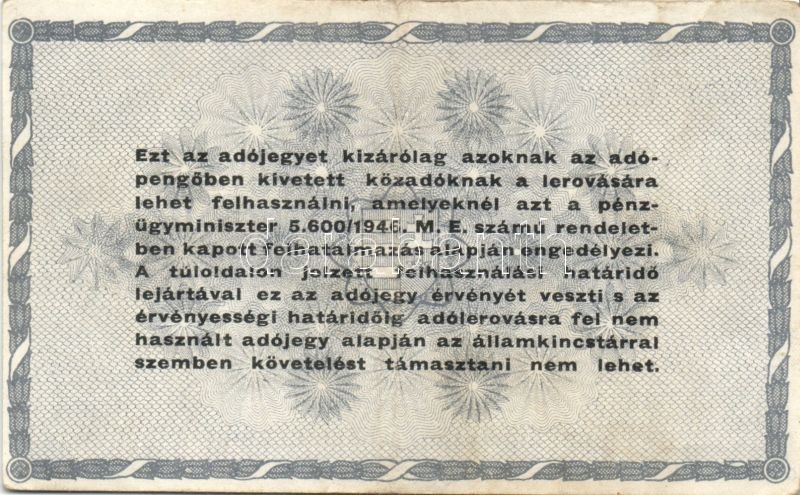 Ezt az adójegyet kizárólag azoknak az adó-
pengőben kivetett közadóknak a lerovására
lehet felhasználni, amelyeknél azt a pénz-
ügyminiszter 5.600/1946. M. E. számú rendelet-
ben kapott felhatalmazás alapján engedélyezi.
A túloldalon jelzett felhasználási határidő
lejártával ez az adójegy érvényét veszti s az
érvényességi határidőig adólerovásra fel nem
használt adójegy alapján az államkincstárral
szemben követelést támasztani nem lehet.